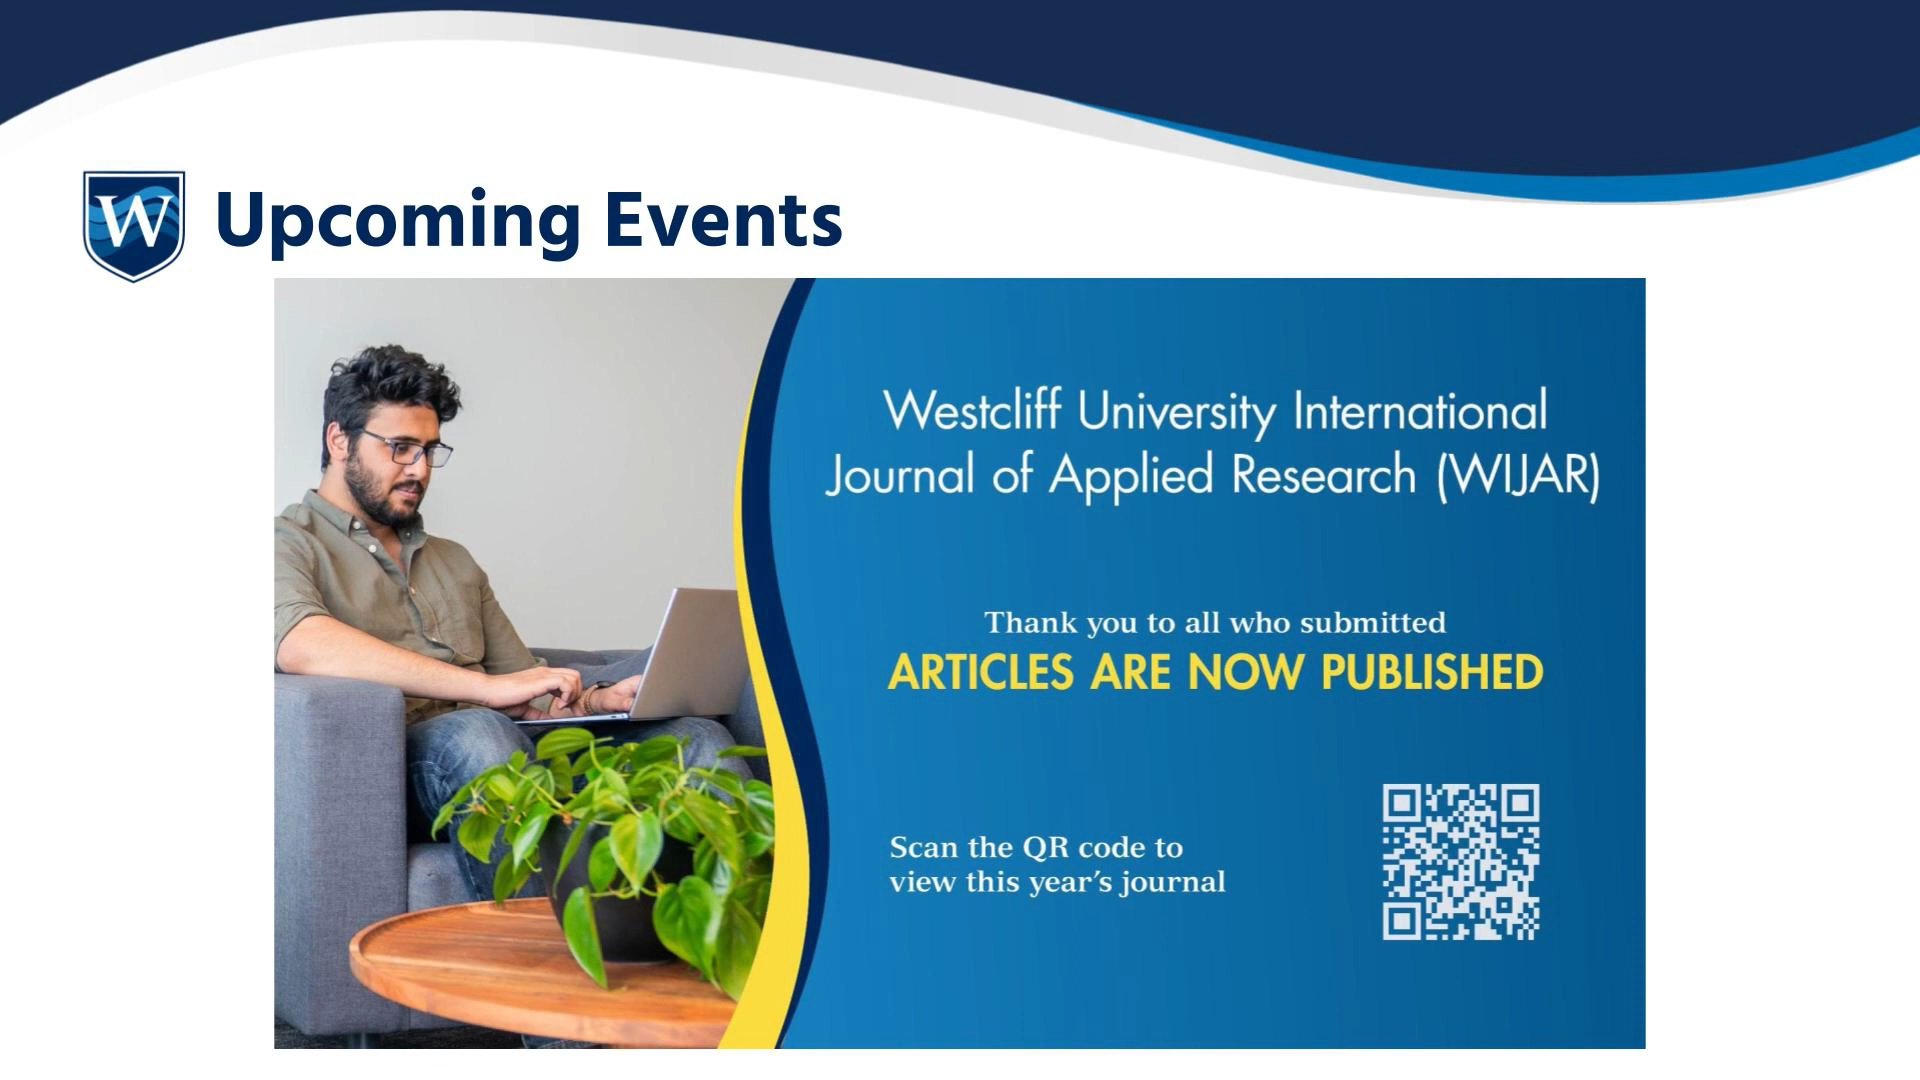 W
Upcoming Events
Westcliff University International
Journal of Applied Research (WIJAR)
Thank you to all who submitted
ARTICLES ARE NOW PUBLISHED
Scan the QR code to
view this year’s journal